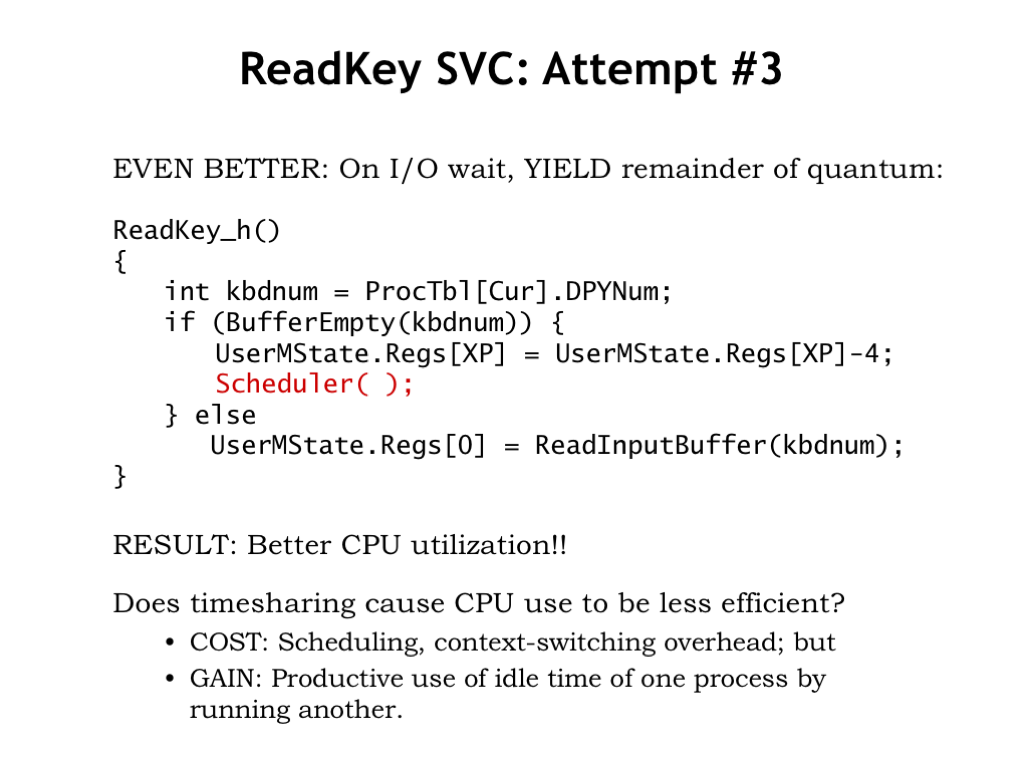 ReadKey SVC: Attempt #3
EVEN BETTER: On I/O wait, YIELD remainder of quantum:
ReadKey_h()
{
int kbdnum = ProcTbl[Cur].DPYNum;
if (BufferEmpty(kbdnum)) {
UserMState.Regs[XP] = UserMState.Regs[XP]-4;
Scheduler( );
} else
UserMState.Regs[0] = ReadInputBuffer(kbdnum);
}
RESULT: Better CPU utilization!!
Does timesharing cause CPU use to be less efficient?
• COST: Scheduling, context-switching overhead; but
• GAIN: Productive use of idle time of one process by
running another.